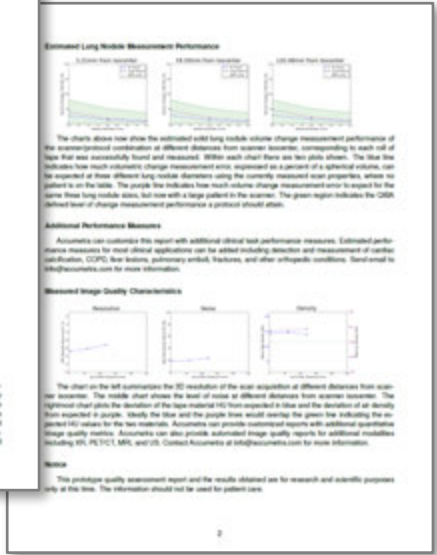 Estimated Lung Nodule Measurement Performance
The charts above now show the estimated solid lung nodule volume change measurement performance of
the scanner/protocol combination at different distances from scanner isocenter, corresponding to each roll of
tape that was successfully found and measured. Within each chart there are two plots shown. The blue line
indicates how much volumetric change measurement error, expressed as a percent of a spherical volume, can
be expected at three different lung nodule diameters using the currently measured scan properties, where no
patient is on the table. The purple line indicates how much volume change measurement error to expect for the
same three lung nodule sizes, but now with a large patient in the scanner. The green region indicates the QIBA
defined level of change measurement performance a protocol should attain.
Additional Performance Measures
Accumetra can customize this report with additional clinical task performance measures. Estimated perfor-
mance measures for most clinical applications can be added including detection and measurement of cardiac
calcification, COPD, liver lesions, pulmonary emboli, fractures, and other orthopedic conditions. Send email to
info@accumetra.com for more information.
Measured Image Quality Characteristics
Resolution Noise Density
The chart on the left summarizes the 3D resolution of the scan acquisition at different distances from scan-
ner isocenter. The middle chart shows the level of noise at different distances from scanner isocenter. The
rightmost chart plots the deviation of the tape material HU from expected in blue and the deviation of air density
from expected in purple. Ideally the blue and the purple lines would overlap the green line indicating the ex-
pected HU values for the two materials. Accumetra can provide customized reports with additional quantitative
image quality metrics. Accumetra can also provide automated image quality reports for additional modalities
including XR, PET/CT, MRI, and US. Contact Accumetra at info@accumetra.com for more information.
Notice
This prototype quality assessment report and the results obtained are for research and scientific purposes
only at this time. The information should not be used for patient care.
2